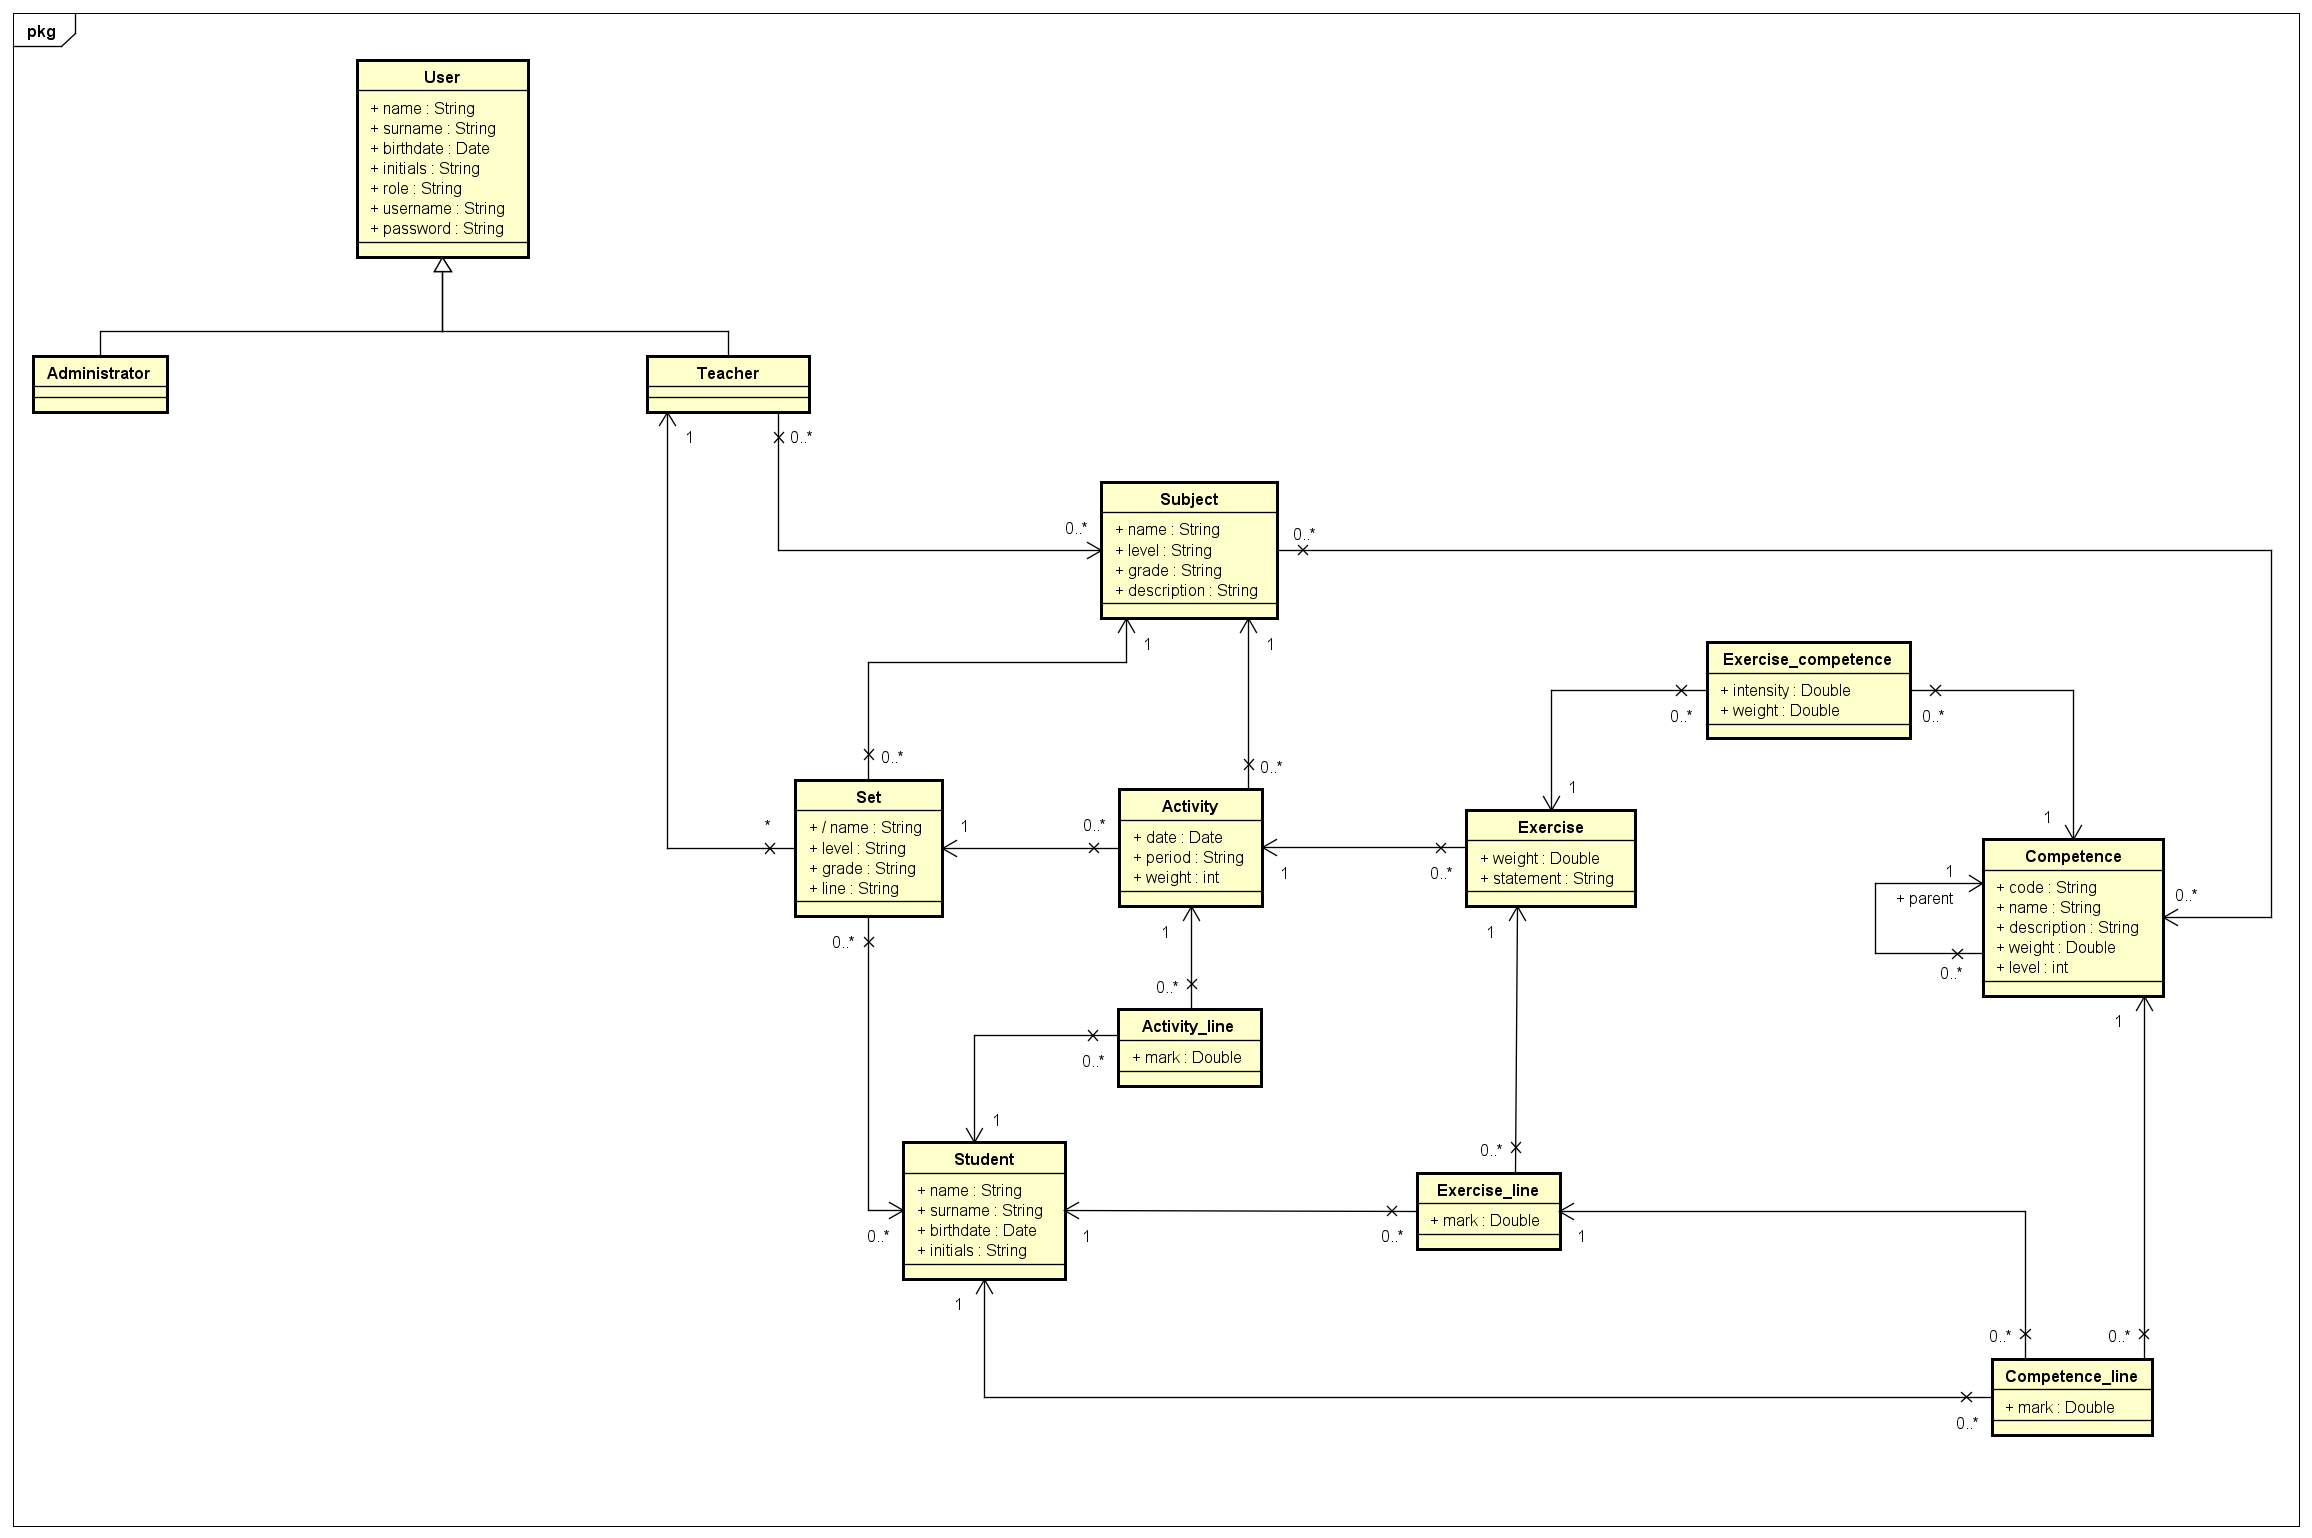 pkg
User
+ name : String
+ surname : String
+ birthdate : Date
+ initials : String
+ role : String
+ username : String
+ password : String
Administrator
Teacher
1
0..*
Subject
+ name : String
+ level : String
+ grade : String
+ description : String
0..*
0..*
1
1
Exercise_competence
+ intensity : Double
+ weight : Double
0..*
0..*
0..*
0..*
Set
+ / name : String
+ level : String
+ grade : String
+ line : String
*
1
0..*
Activity
+ date : Date
+ period : String
+ weight : int
0..*
1
1
Exercise
+ weight : Double
+ statement : String
1
0..*
1
Competence
+ code : String
+ name : String
+ description : String
+ weight : Double
+ level : int
1
+ parent
0..*
0..*
1
1
0..*
Activity_line
+ mark : Double
0..*
1
Student
+ name : String
+ surname : String
+ birthdate : Date
+ initials : String
0..*
1
0..*
0..*
Exercise_line
+ mark : Double
1
1
0..*
0..*
Competence_line
+ mark : Double
0..*